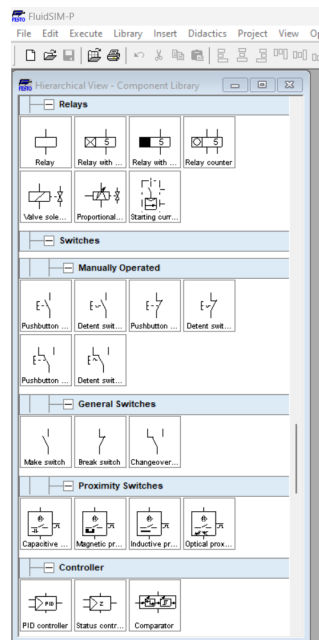 FluidSIM-P
File Edit Execute Library Insert Didactics Project View
Hierarchical View - Component Library
Relays
Relay Relay with ... Relay with ... Relay counter
Valve sole... Proportional... Starting curr...
Switches
Manually Operated
Pushbutton ... Detent swit... Pushbutton ... Detent swit...
Pushbutton ... Detent swit...
General Switches
Make switch Break switch Changeover...
Proximity Switches
Capacitive ... Magnetic pr... Inductive pr... Optical prox...
Controller
PID
PID controller Status contr... Comparator